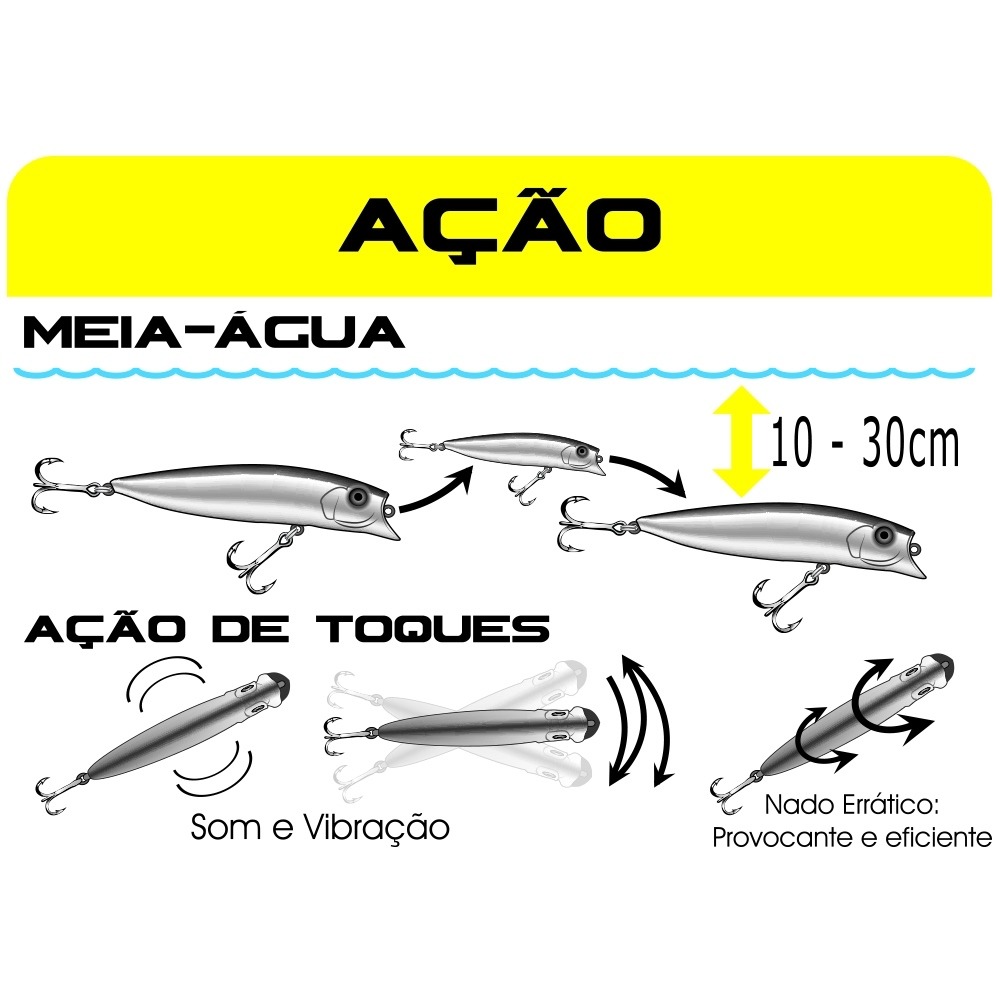 AÇÃO
MEIA-ÁGUA
10 - 30cm
AÇÃO DE TOQUES
Som e Vibração
Nado Errático:
Provocante e eficiente